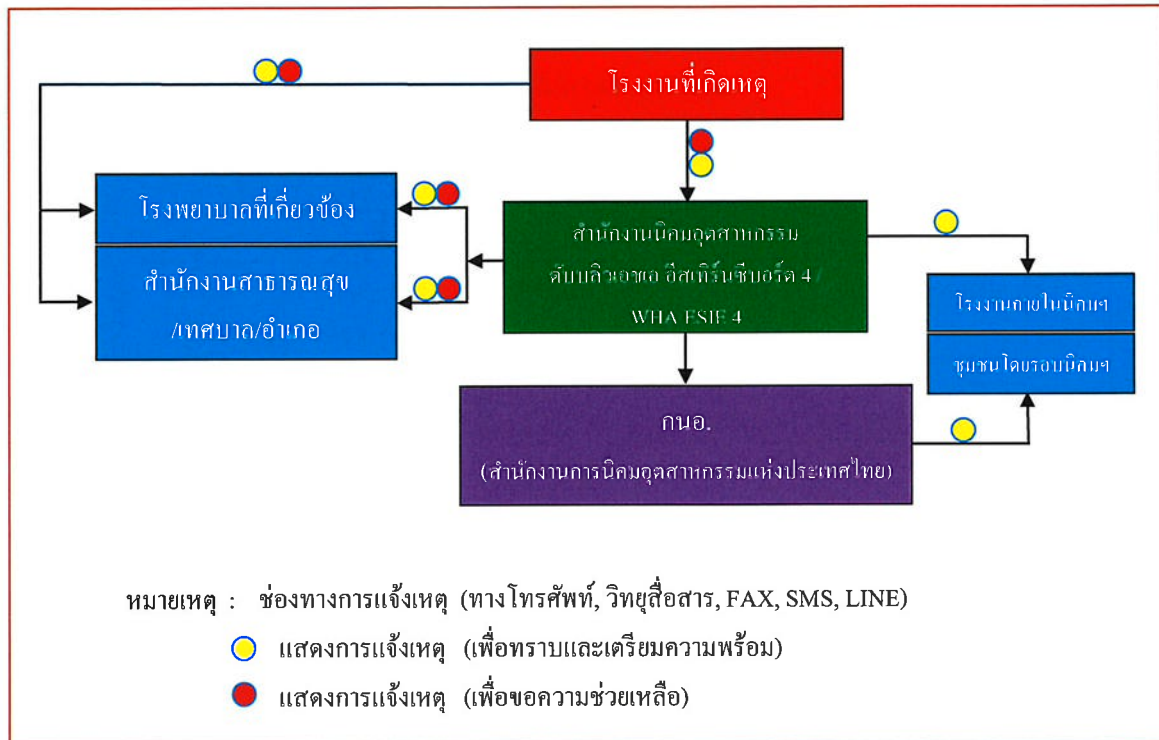 โรงงานที่เกิดเหตุ
โรงพยาบาลที่เกี่ยวข้อง
สำนักงานสาธารณสุข
/เทศบาล/อำเภอ
สำนักงานนิคมอุตสาหกรรม
ดับบลิวเอชเอ อีสเทิร์นซีบอร์ด 4 /
WHA ESIE 4
โรงงานภายในนิคมฯ
ชุมชนโดยรอบนิคมฯ
กนอ.
(สำนักงานการนิคมอุตสาหกรรมแห่งประเทศไทย)
หมายเหตุ : ช่องทางการแจ้งเหตุ (ทางโทรศัพท์, วิทยุสื่อสาร, FAX, SMS, LINE)
แสดงการแจ้งเหตุ (เพื่อทราบและเตรียมความพร้อม)
แสดงการแจ้งเหตุ (เพื่อขอความช่วยเหลือ)